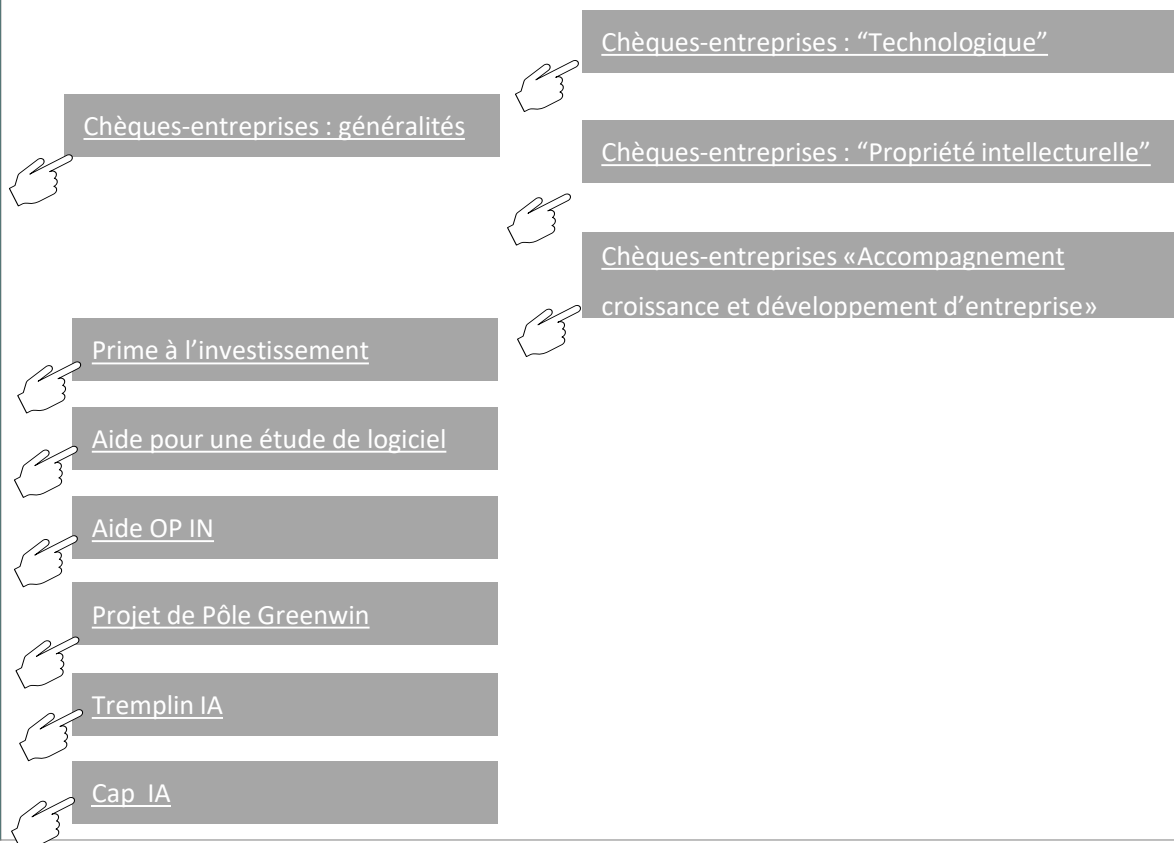 Chèques-entreprises : généralités
Chèques-entreprises : “Technologique”
Chèques-entreprises : “Propriété intellecturelle”
Chèques-entreprises «Accompagnement
croissance et développement d’entreprise»
Prime à l’investissement
Aide pour une étude de logiciel
Aide OP IN
Projet de Pôle Greenwin
Tremplin IA
Cap IA